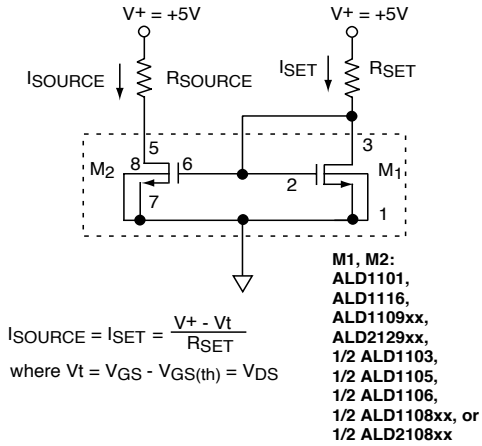 V+ = +5V
V+ = +5V
ISOURCE
RSOURCE
ISET
RSET
5
3
M2
8
6
2
M1
7
1
M1, M2:
ALD1101,
ALD1116,
ALD1109xx,
ALD2129xx,
1/2 ALD1103,
1/2 ALD1105,
1/2 ALD1106,
1/2 ALD1108xx, or
1/2 ALD2108xx
ISOURCE = ISET = V+ - Vt / RSET
where Vt = VGS - VGS(th) = VDS